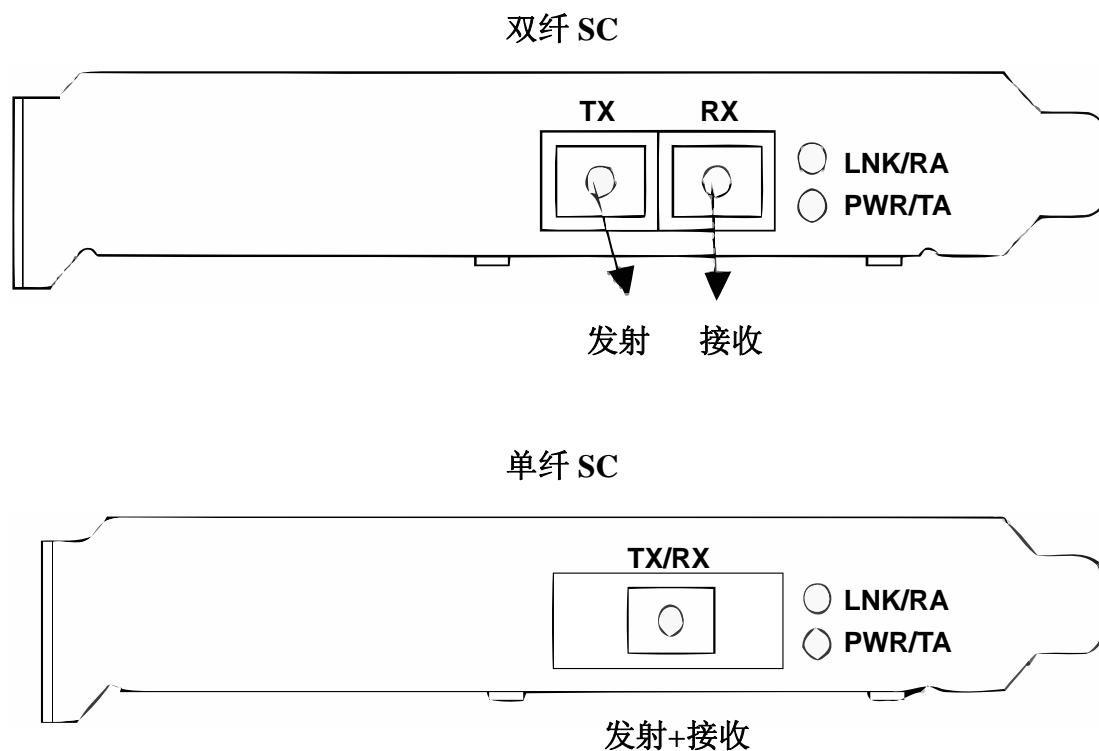 双纤 SC
TX RX
LNK/RA
PWR/TA
发射 接收
单纤 SC
TX/RX
LNK/RA
PWR/TA
发射+接收